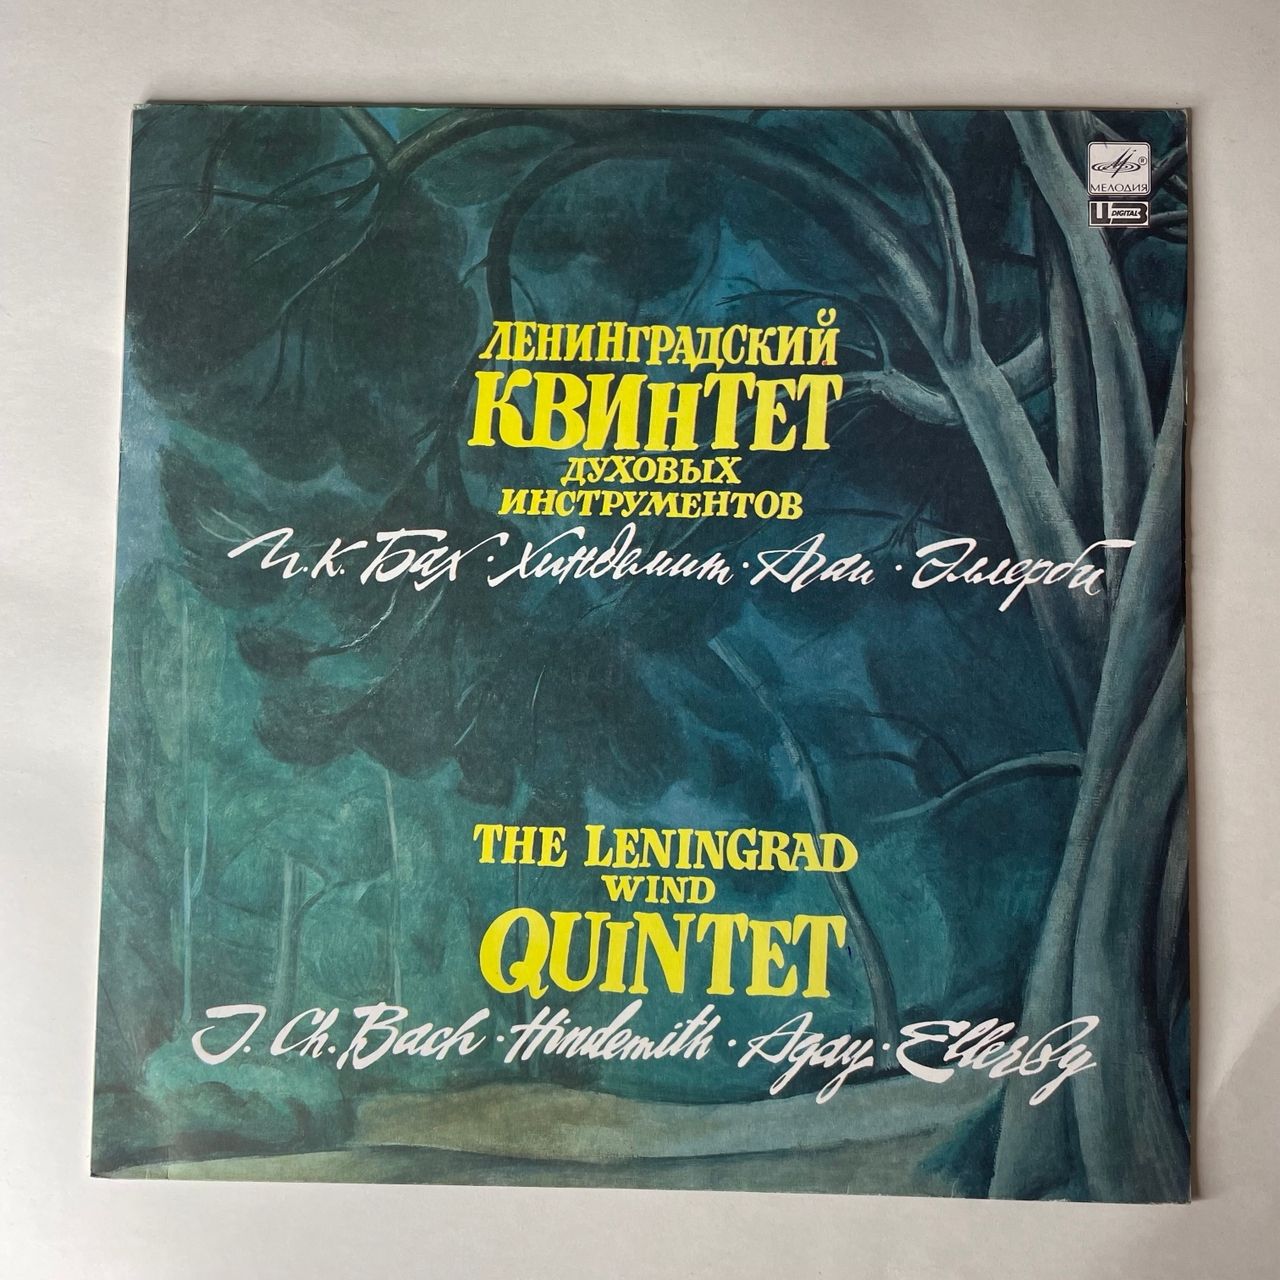 МЕЛОДИЯ
ЦЗ DIGITAL
ЛЕНИНГРАДСКИЙ
КВИНТЕТ
ДУХОВЫХ
ИНСТРУМЕНТОВ
И.К. Бах · Хиндемит · Агаи · Эллерби
THE LENINGRAD
WIND
QUINTET
J. Ch. Bach · Hindemith · Agay · Ellerby